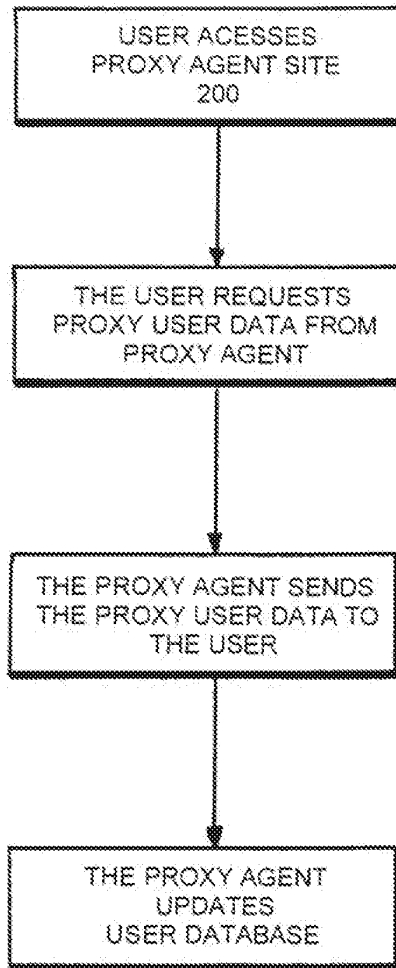 USER ACESSES
PROXY AGENT SITE
200
THE USER REQUESTS
PROXY USER DATA FROM
PROXY AGENT
THE PROXY AGENT SENDS
THE PROXY USER DATA TO
THE USER
THE PROXY AGENT
UPDATES
USER DATABASE